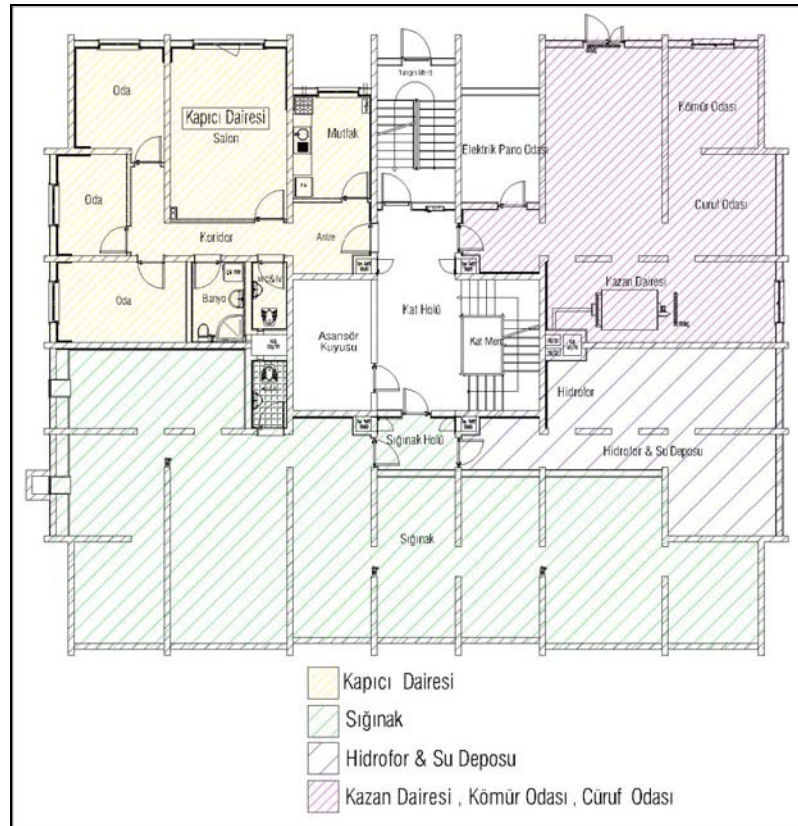 Yangın Merd.
Oda
Kapıcı Dairesi
Salon
Mutfak
Elektrik Pano Odası
Kömür Odası
Oda
Cüruf Odası
Koridor
Antre
Oda
Banyo
Kazan Dairesi
Kat Holü
Asansör
Kuyusu
Kat Merd
Hidrofor
Sığınak Holü
Hidrofor & Su Deposu
Sığınak
Kapıcı Dairesi
Sığınak
Hidrofor & Su Deposu
Kazan Dairesi , Kömür Odası , Cüruf Odası